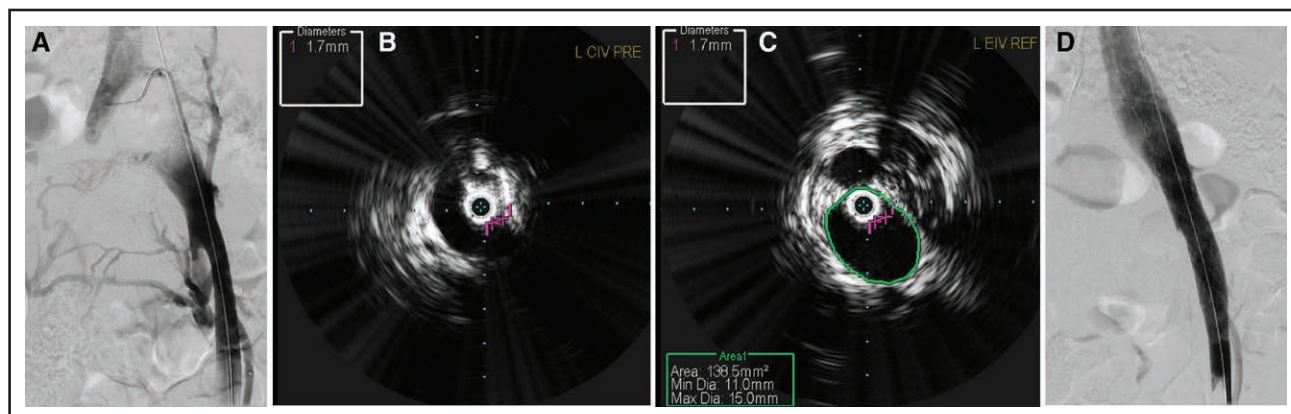 A
B
Diameters
1 1.7mm
L CIV PRE
C
Diameters
1 1.7mm
L EIV REF
Area1
Area: 138.5mm²
Min Dia: 11.0mm
Max Dia: 15.0mm
D